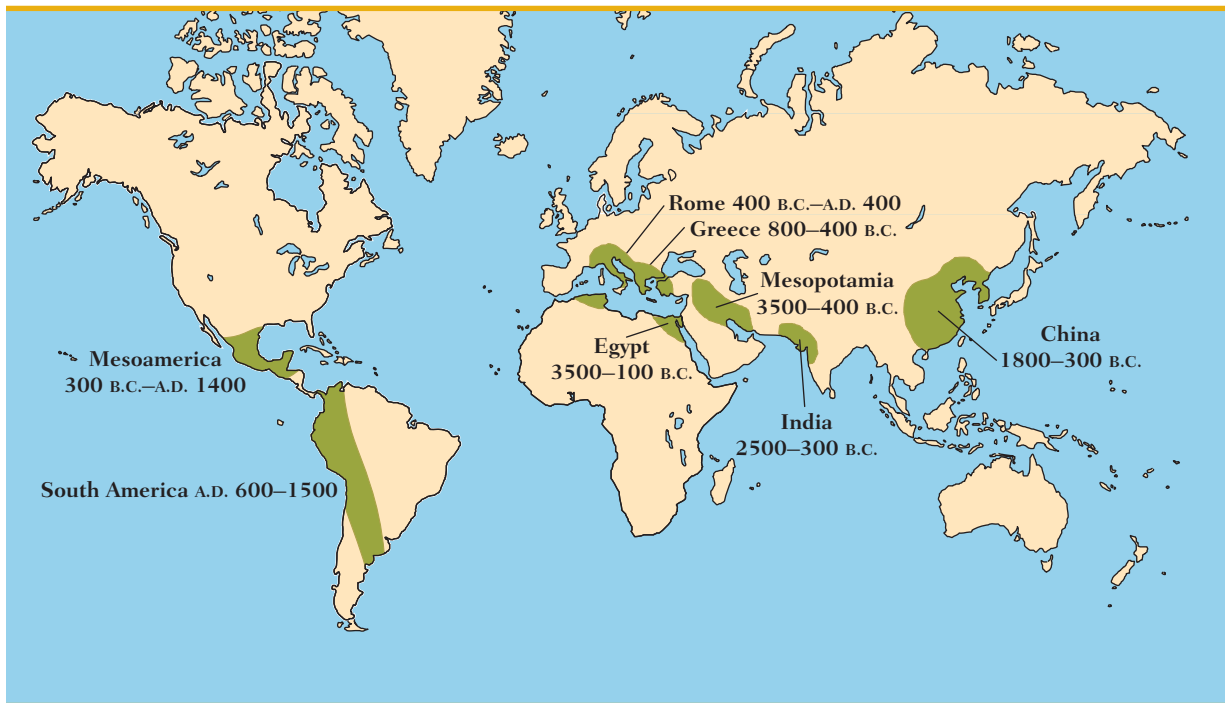 Rome 400 B.C.–A.D. 400
Greece 800–400 B.C.
Mesopotamia
3500–400 B.C.
Egypt
3500–100 B.C.
China
1800–300 B.C.
Mesoamerica
300 B.C.–A.D. 1400
India
2500–300 B.C.
South America A.D. 600–1500